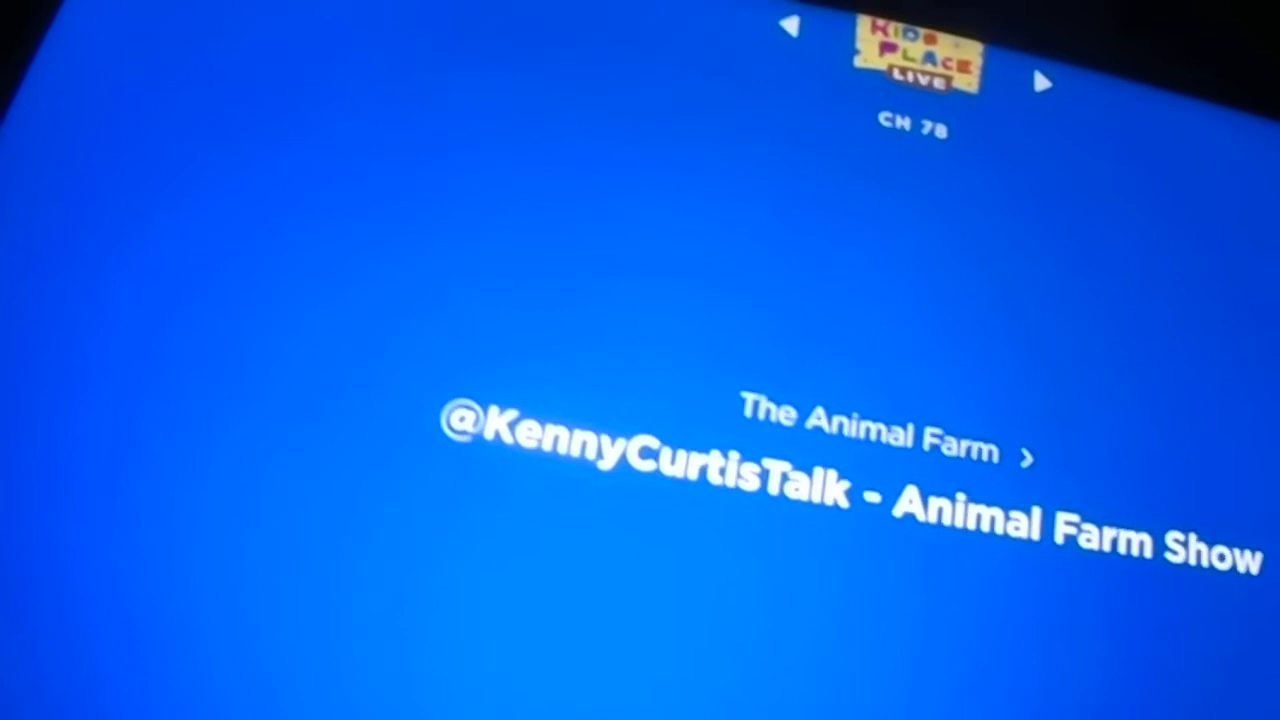 KIDS
PLACE
LIVE
CH 78
The Animal Farm >
@KennyCurtisTalk - Animal Farm Show